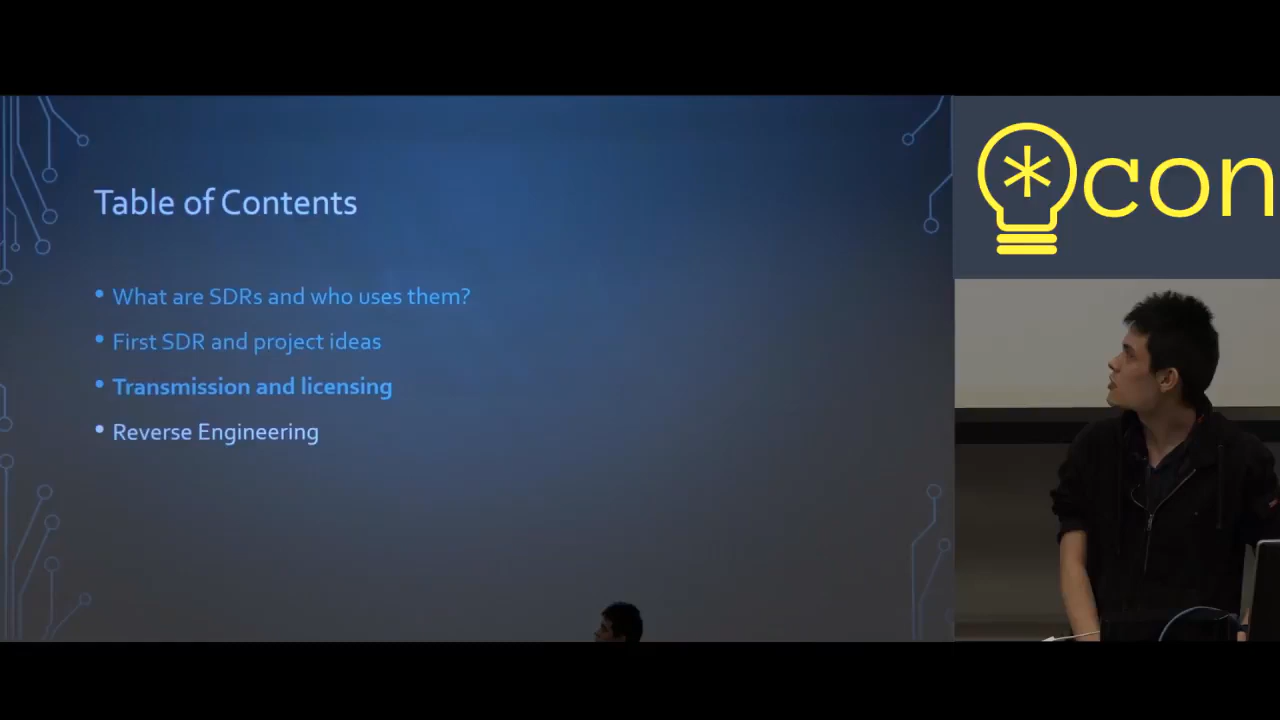 Table of Contents
• What are SDRs and who uses them?
• First SDR and project ideas
• Transmission and licensing
• Reverse Engineering
*con